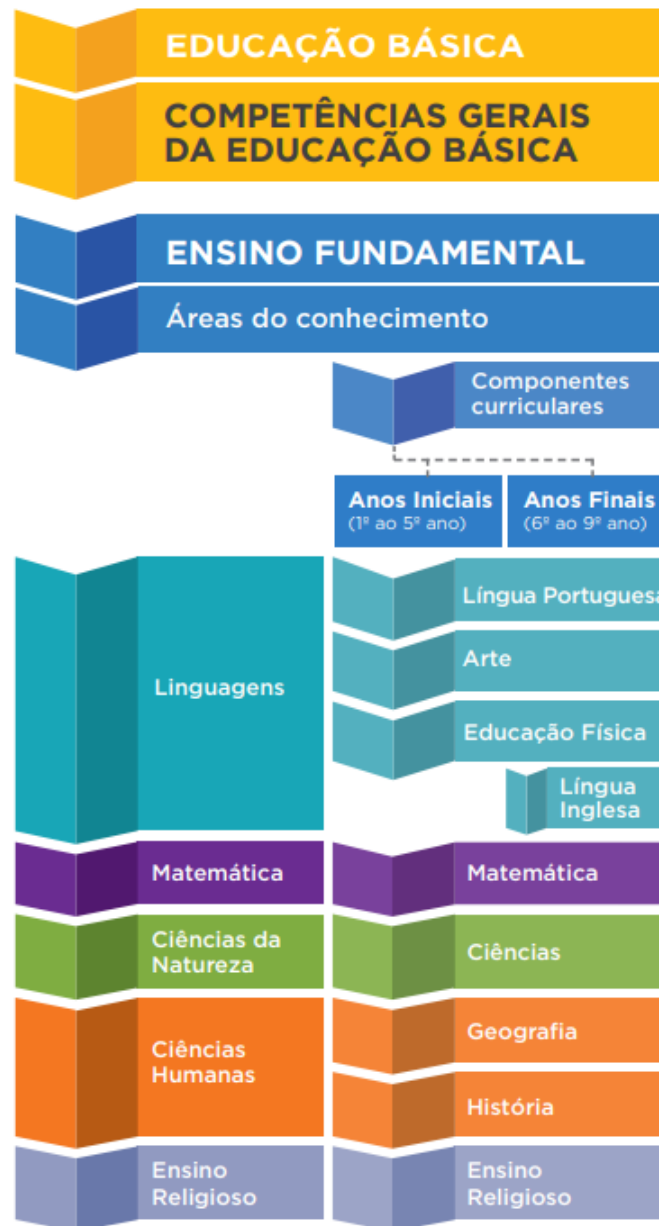 EDUCAÇÃO BÁSICA
COMPETÊNCIAS GERAIS
DA EDUCAÇÃO BÁSICA
ENSINO FUNDAMENTAL
Áreas do conhecimento
Componentes
curriculares
Anos Iniciais
(1º ao 5º ano)
Anos Finais
(6º ao 9º ano)
Linguagens
Língua Portuguesa
Arte
Educação Física
Língua
Inglesa
Matemática
Matemática
Ciências da
Natureza
Ciências
Ciências
Humanas
Geografia
História
Ensino
Religioso
Ensino
Religioso